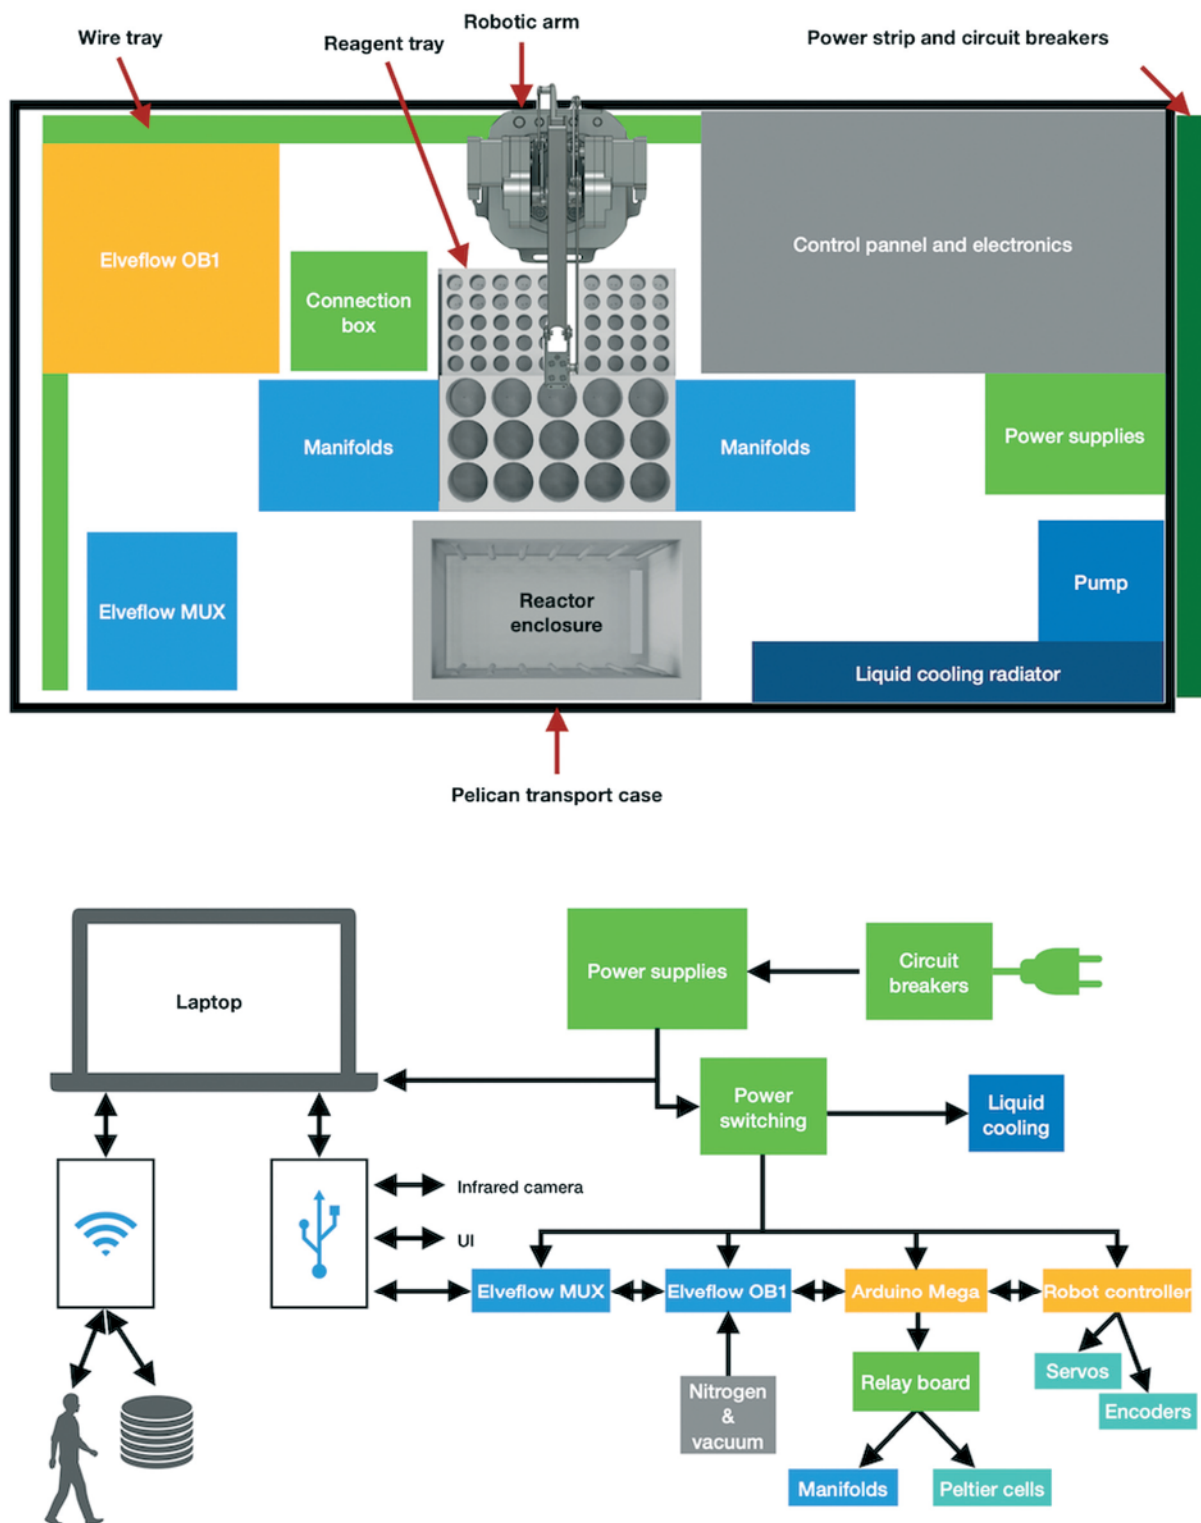 Robotic arm
Wire tray
Reagent tray
Power strip and circuit breakers
Elveflow OB1
Control pannel and electronics
Connection
box
Manifolds
Manifolds
Power supplies
Elveflow MUX
Reactor
enclosure
Pump
Liquid cooling radiator
Pelican transport case
Laptop
Power supplies
Circuit
breakers
Power
switching
Liquid
cooling
Infrared camera
UI
Elveflow MUX
Elveflow OB1
Arduino Mega
Robot controller
Nitrogen
&
vacuum
Relay board
Servos
Encoders
Manifolds
Peltier cells